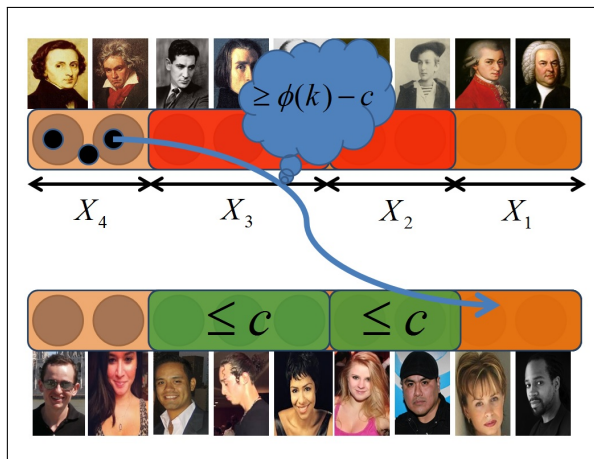 ≥ ϕ(k) − c
X₄ X₃ X₂ X₁
≤ c ≤ c